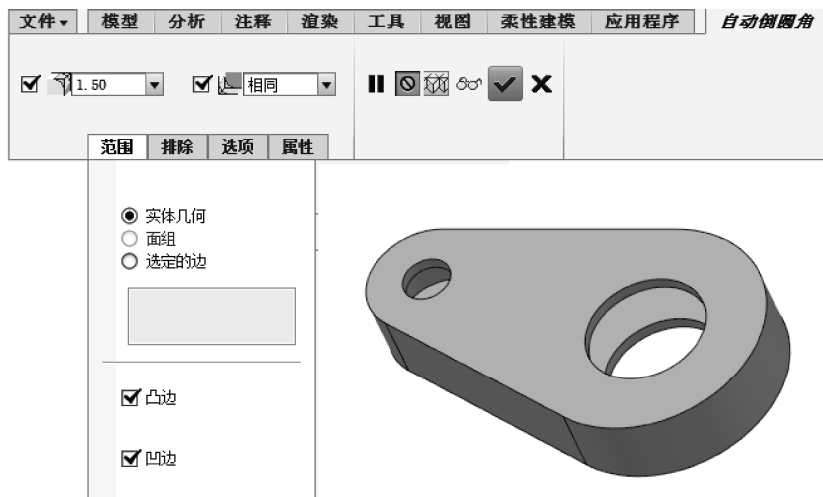 文件 模型 分析 注释 渲染 工具 视图 柔性建模 应用程序 自动倒圆角
1.50 相同
范围 排除 选项 属性
实体几何
面组
选定的边
凸边
凹边